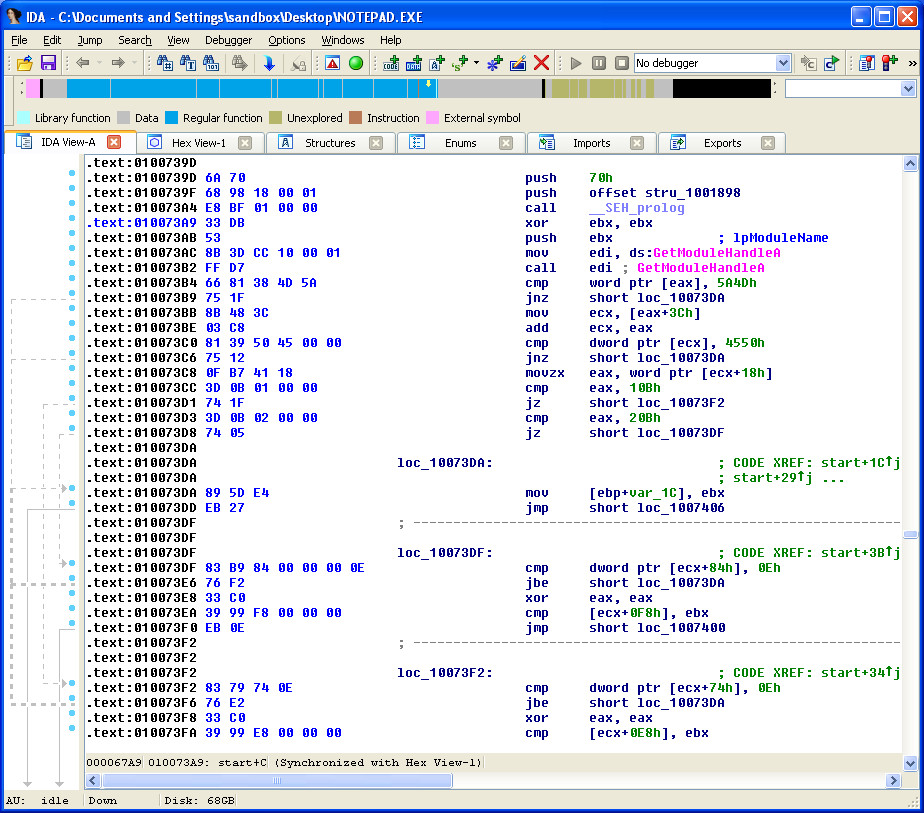 IDA - C:\Documents and Settings\sandbox\Desktop\NOTEPAD.EXE
File Edit Jump Search View Debugger Options Windows Help
No debugger
Library function Data Regular function Unexplored Instruction External symbol
IDA View-A Hex View-1 Structures Enums Imports Exports
.text:0100739D
.text:0100739D 6A 70 push 70h
.text:0100739F 68 98 18 00 01 push offset stru_1001898
.text:010073A4 E8 BF 01 00 00 call __SEH_prolog
.text:010073A9 33 DB xor ebx, ebx
.text:010073AB 53 push ebx ; lpModuleName
.text:010073AC 8B 3D CC 10 00 01 mov edi, ds:GetModuleHandleA
.text:010073B2 FF D7 call edi ; GetModuleHandleA
.text:010073B4 66 81 38 4D 5A cmp word ptr [eax], 5A4Dh
.text:010073B9 75 1F jnz short loc_10073DA
.text:010073BB 8B 48 3C mov ecx, [eax+3Ch]
.text:010073BE 03 C8 add ecx, eax
.text:010073C0 81 39 50 45 00 00 cmp dword ptr [ecx], 4550h
.text:010073C6 75 12 jnz short loc_10073DA
.text:010073C8 0F B7 41 18 movzx eax, word ptr [ecx+18h]
.text:010073CC 3D 0B 01 00 00 cmp eax, 10Bh
.text:010073D1 74 1F jz short loc_10073F2
.text:010073D3 3D 0B 02 00 00 cmp eax, 20Bh
.text:010073D8 74 05 jz short loc_10073DF
.text:010073DA
.text:010073DA loc_10073DA: ; CODE XREF: start+1C↑j
.text:010073DA ; start+29↑j ...
.text:010073DA 89 5D E4 mov [ebp+var_1C], ebx
.text:010073DD EB 27 jmp short loc_1007406
.text:010073DF ; ---------------------------------------------------------------
.text:010073DF
.text:010073DF loc_10073DF: ; CODE XREF: start+3B↑j
.text:010073DF 83 B9 84 00 00 00 0E cmp dword ptr [ecx+84h], 0Eh
.text:010073E6 76 F2 jbe short loc_10073DA
.text:010073E8 33 C0 xor eax, eax
.text:010073EA 39 99 F8 00 00 00 cmp [ecx+0F8h], ebx
.text:010073F0 EB 0E jmp short loc_1007400
.text:010073F2 ; ---------------------------------------------------------------
.text:010073F2
.text:010073F2 loc_10073F2: ; CODE XREF: start+34↑j
.text:010073F2 83 79 74 0E cmp dword ptr [ecx+74h], 0Eh
.text:010073F6 76 E2 jbe short loc_10073DA
.text:010073F8 33 C0 xor eax, eax
.text:010073FA 39 99 E8 00 00 00 cmp [ecx+0E8h], ebx
000067A9 010073A9: start+C (Synchronized with Hex View-1)
AU: idle Down Disk: 68GB